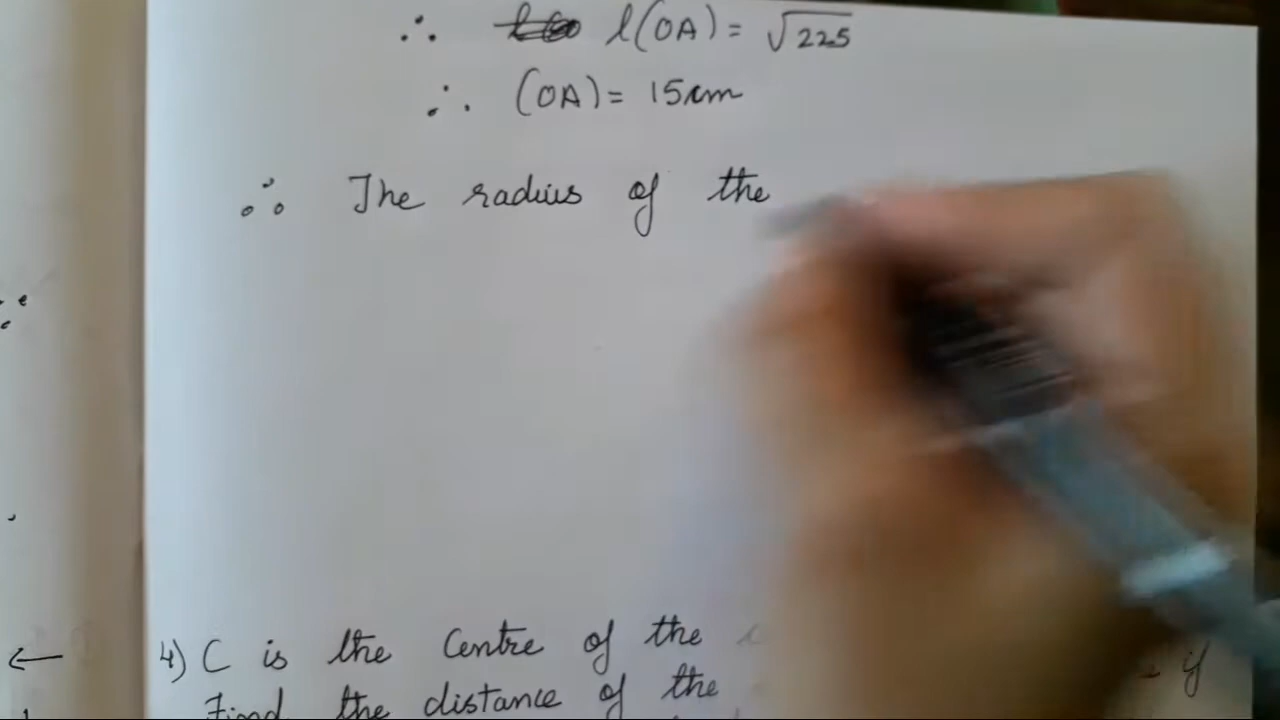 ∴ l(OA) = √225
∴ (OA) = 15cm
∴ The radius of the
4) C is the Centre of the
if
Find the distance of the